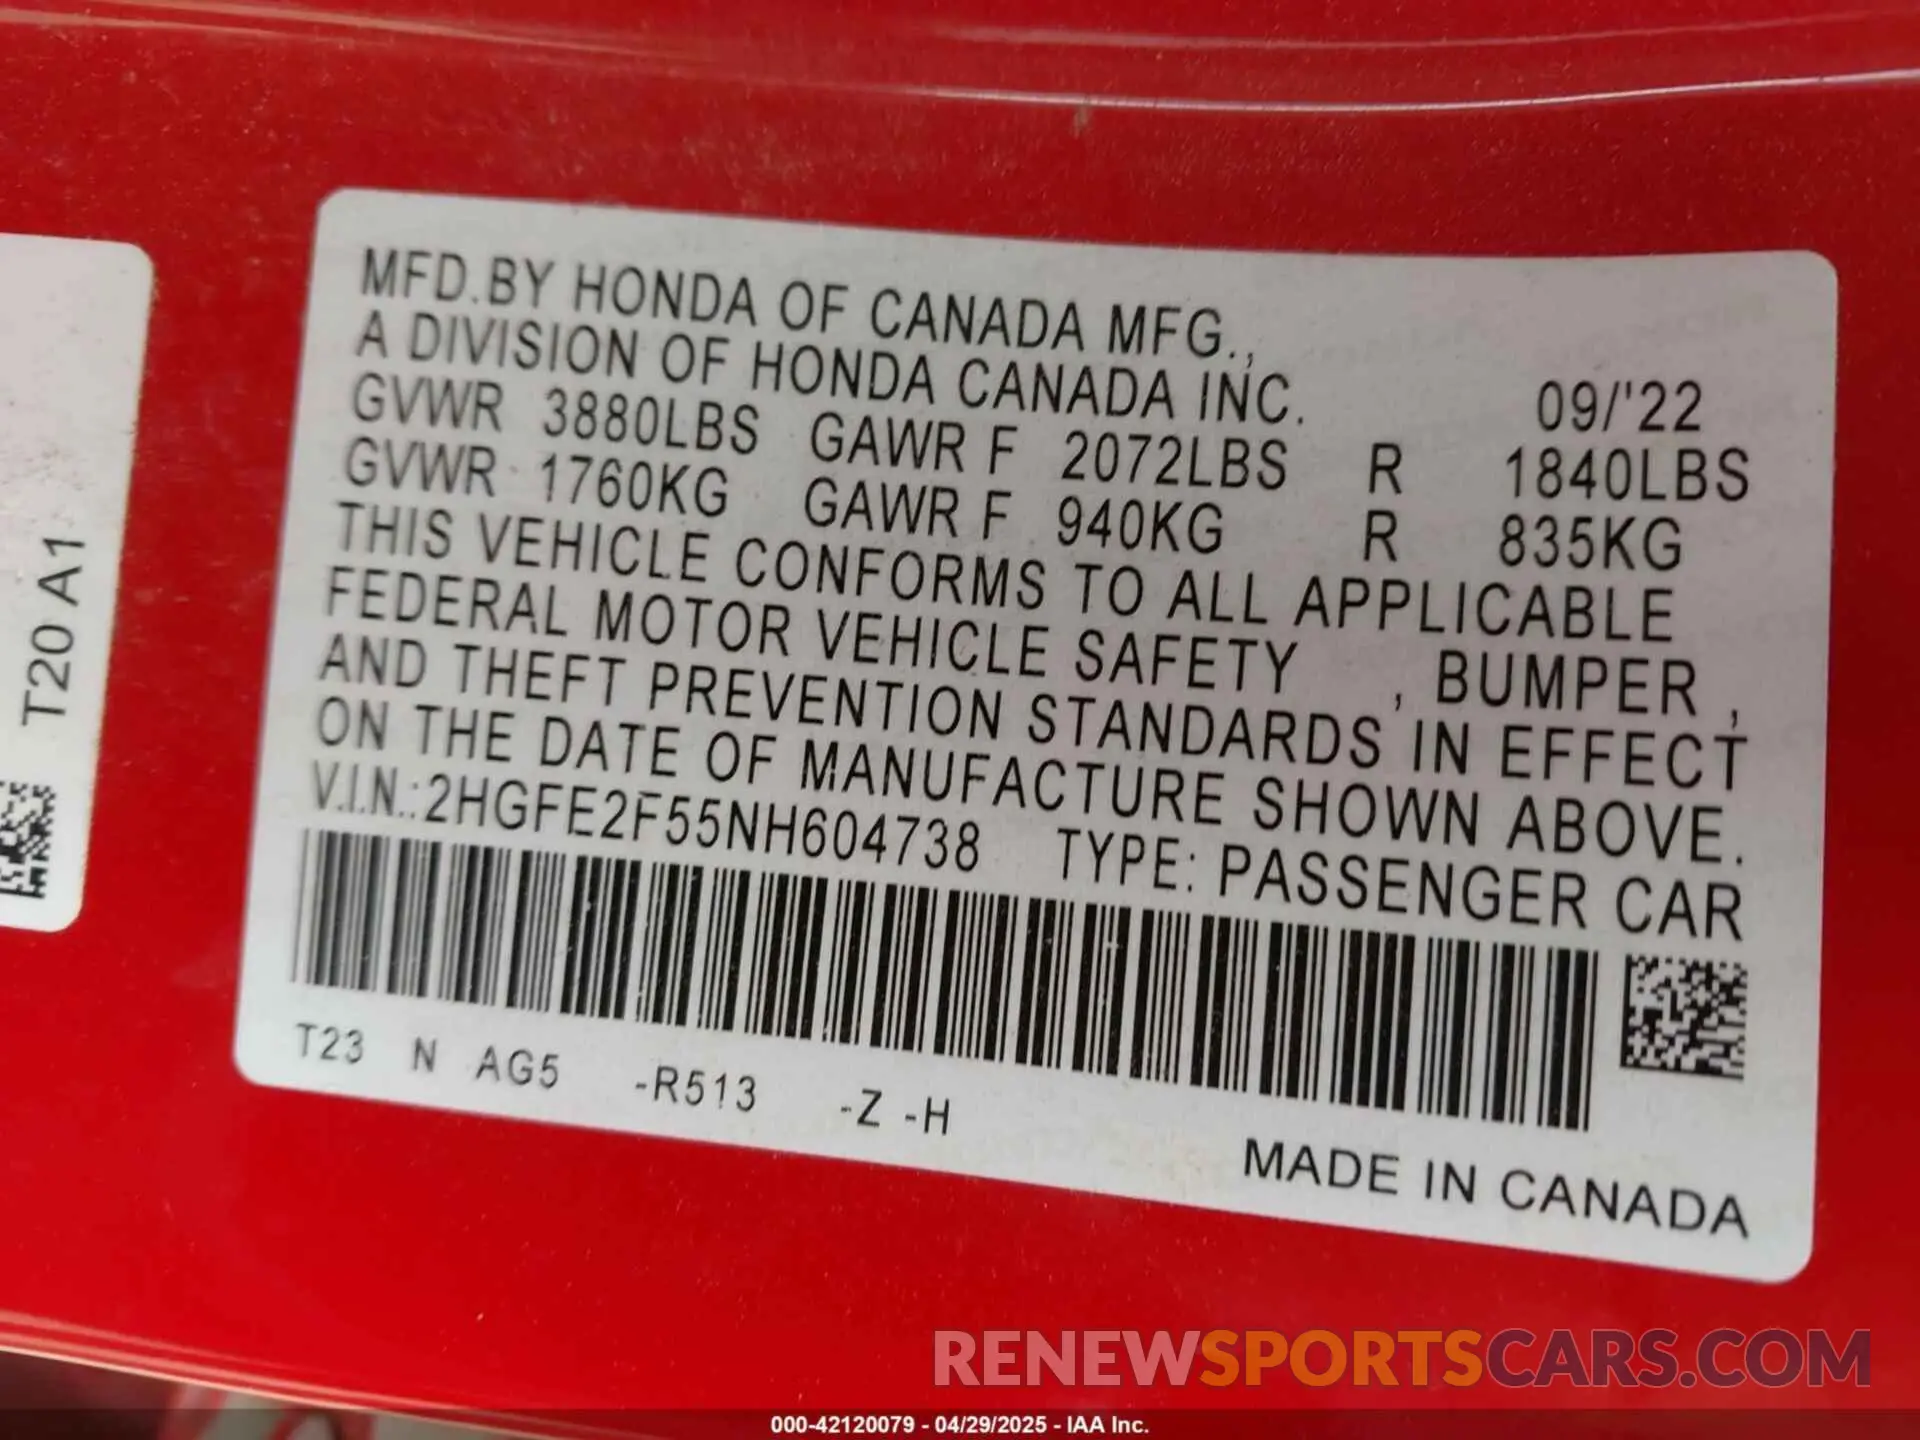 MFD.BY HONDA OF CANADA MFG.,
A DIVISION OF HONDA CANADA INC. 09/'22
GVWR 3880LBS GAWR F 2072LBS R 1840LBS
GVWR 1760KG GAWR F 940KG R 835KG
THIS VEHICLE CONFORMS TO ALL APPLICABLE
FEDERAL MOTOR VEHICLE SAFETY , BUMPER ,
AND THEFT PREVENTION STANDARDS IN EFFECT
ON THE DATE OF MANUFACTURE SHOWN ABOVE.
V.I.N.:2HGFE2F55NH604738 TYPE: PASSENGER CAR
T23 N AG5 -R513 -Z -H
MADE IN CANADA
T20 A1
RENEWSPORTSCARS.COM
000-42120079 - 04/29/2025 - IAA Inc.